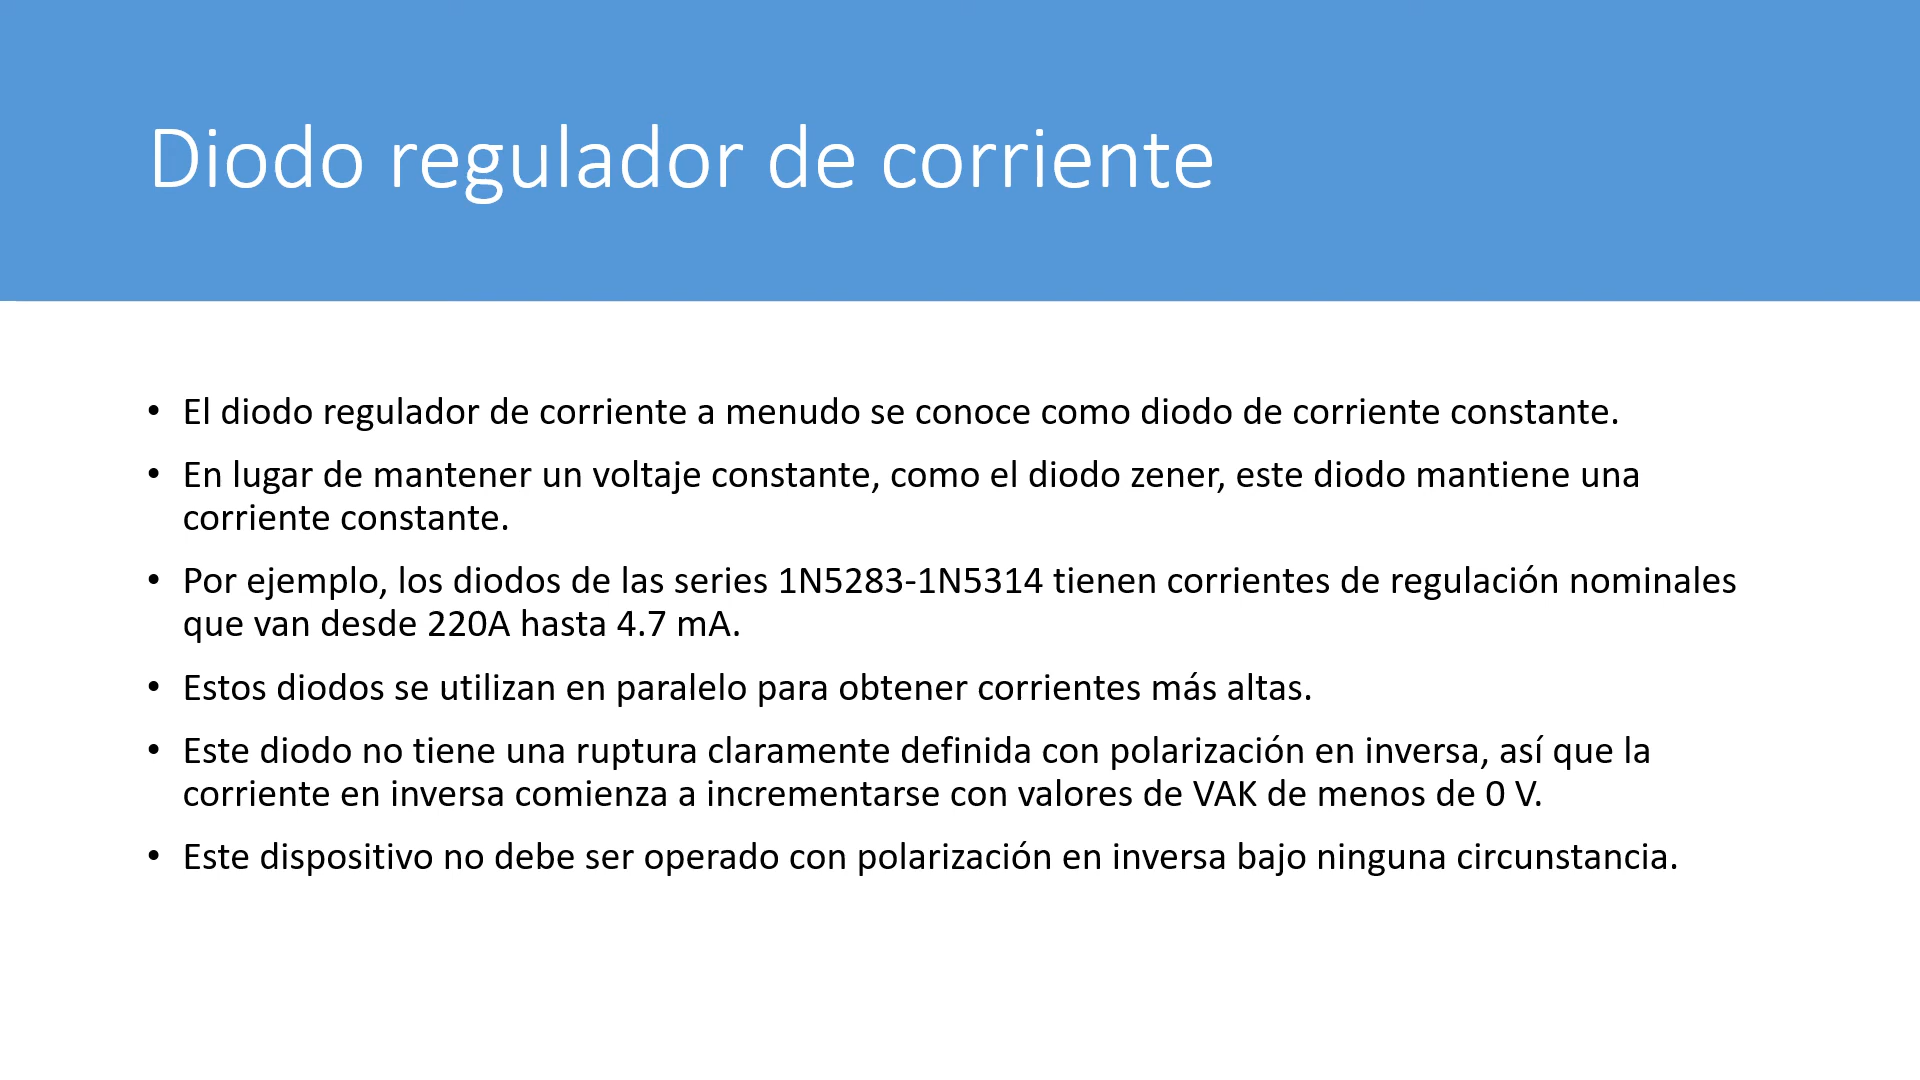 Diodo regulador de corriente
• El diodo regulador de corriente a menudo se conoce como diodo de corriente constante.
• En lugar de mantener un voltaje constante, como el diodo zener, este diodo mantiene una
corriente constante.
• Por ejemplo, los diodos de las series 1N5283-1N5314 tienen corrientes de regulación nominales
que van desde 220A hasta 4.7 mA.
• Estos diodos se utilizan en paralelo para obtener corrientes más altas.
• Este diodo no tiene una ruptura claramente definida con polarización en inversa, así que la
corriente en inversa comienza a incrementarse con valores de VAK de menos de 0 V.
• Este dispositivo no debe ser operado con polarización en inversa bajo ninguna circunstancia.